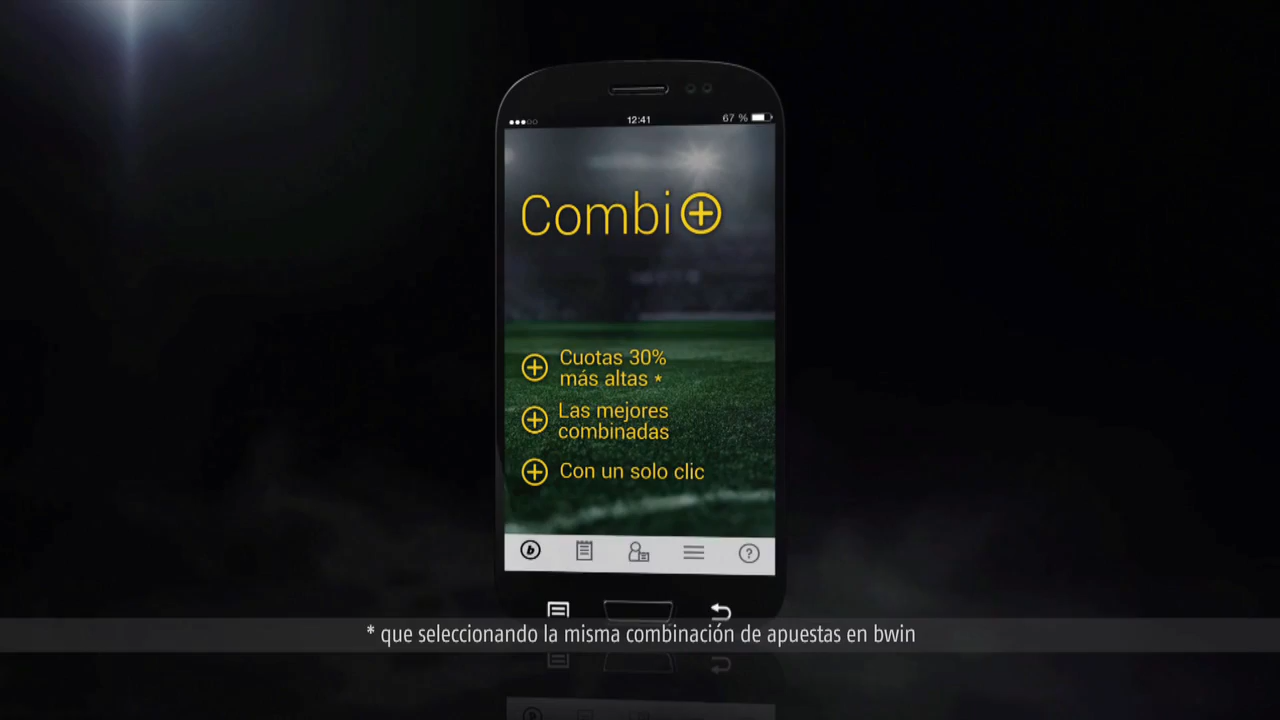 12:41
67 %
Combi+
Cuotas 30%
más altas *
Las mejores
combinadas
Con un solo clic
b
?
* que seleccionando la misma combinación de apuestas en bwin